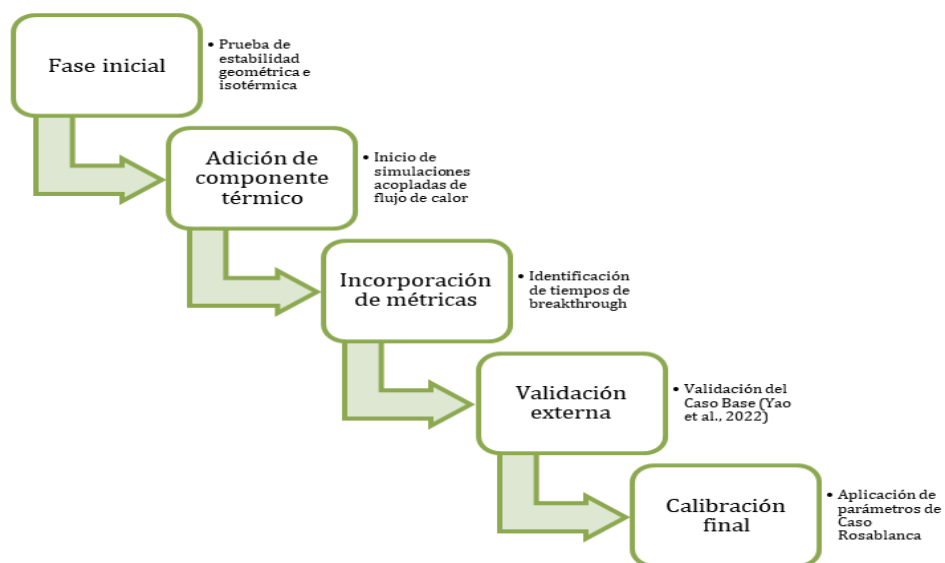 Fase inicial
• Prueba de
estabilidad
geométrica e
isotérmica
Adición de
componente
térmico
• Inicio de
simulaciones
acopladas de
flujo de calor
Incorporación
de métricas
• Identificación
de tiempos de
breakthrough
Validación
externa
• Validación del
Caso Base (Yao
et al., 2022)
Calibración
final
• Aplicación de
parámetros de
Caso
Rosablanca